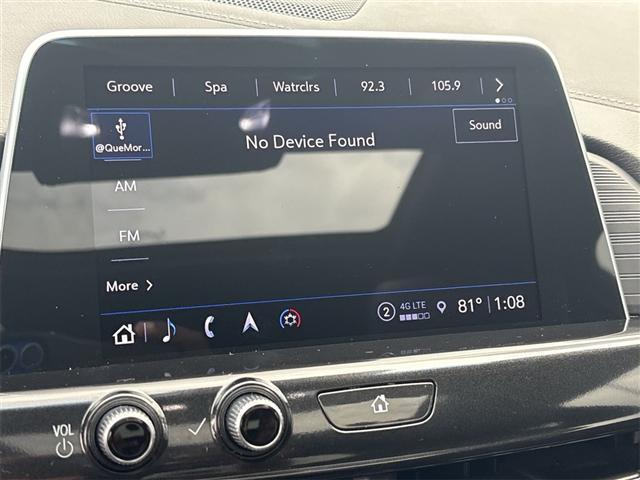 Groove Spa Watrclrs 92.3 105.9
@QueMor...
No Device Found
Sound
AM
FM
More
2 4G LTE 81° 1:08
VOL